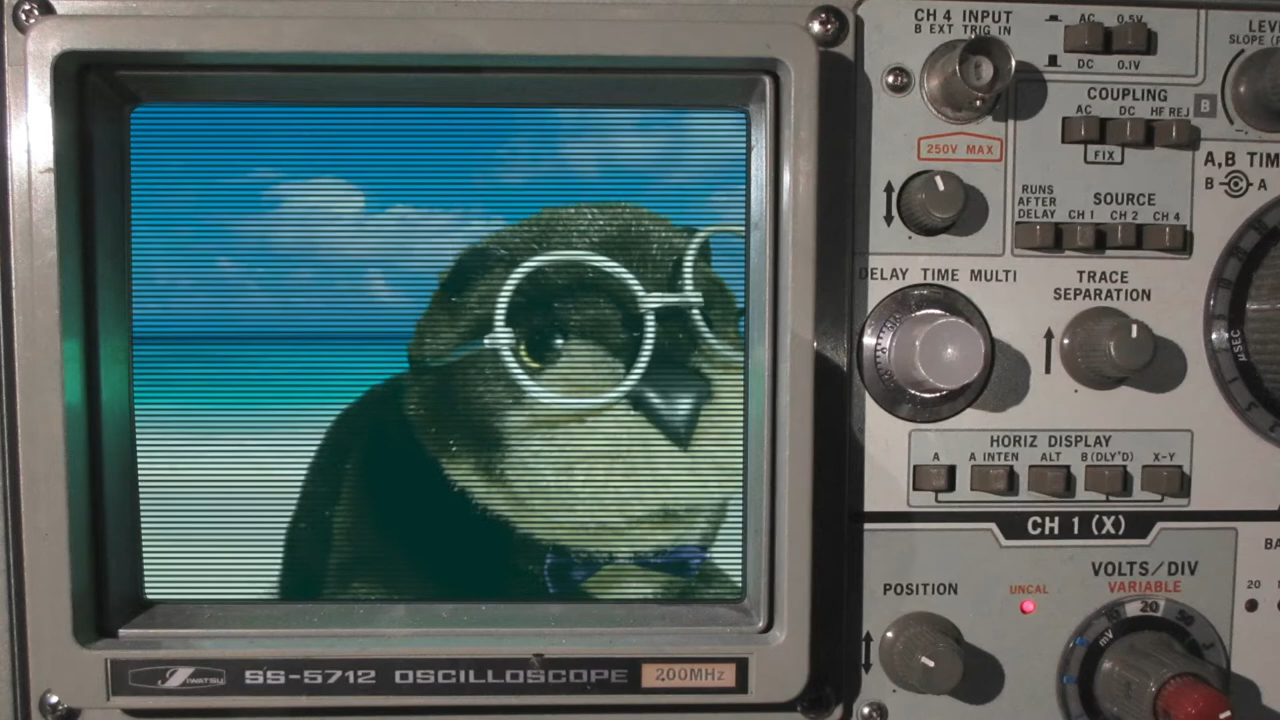 CH 4 INPUT
B EXT TRIG IN
AC 0.5V
DC 0.1V
LEV
SLOPE (
COUPLING
AC DC HF REJ
B
FIX
250V MAX
A,B TIM
B A
RUNS
AFTER
DELAY
SOURCE
CH 1 CH 2 CH 4
DELAY TIME MULTI
TRACE
SEPARATION
μSEC
HORIZ DISPLAY
A A INTEN ALT B (DLY'D) X-Y
CH 1 (X)
VOLTS/DIV
VARIABLE
POSITION
UNCAL
BA
20
10 20 50
mV
IWATSU SS-5712 OSCILLOSCOPE 200MHz